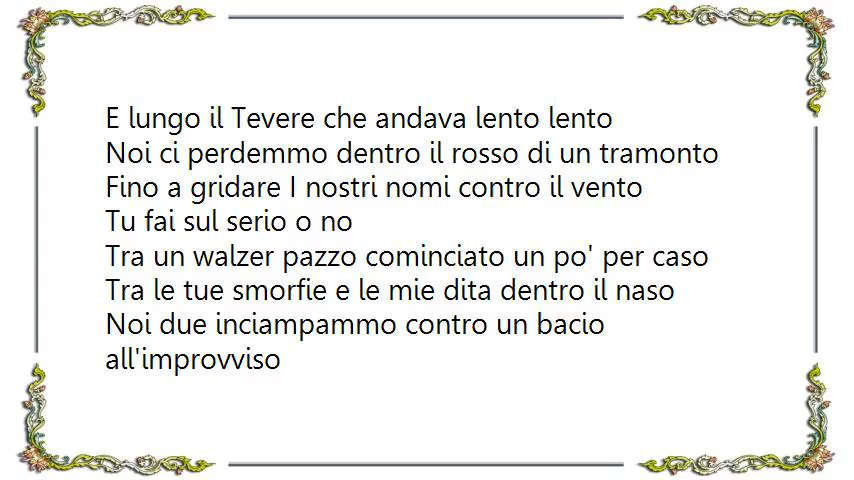 E lungo il Tevere che andava lento lento
Noi ci perdemmo dentro il rosso di un tramonto
Fino a gridare I nostri nomi contro il vento
Tu fai sul serio o no
Tra un walzer pazzo cominciato un po' per caso
Tra le tue smorfie e le mie dita dentro il naso
Noi due inciampammo contro un bacio
all'improvviso